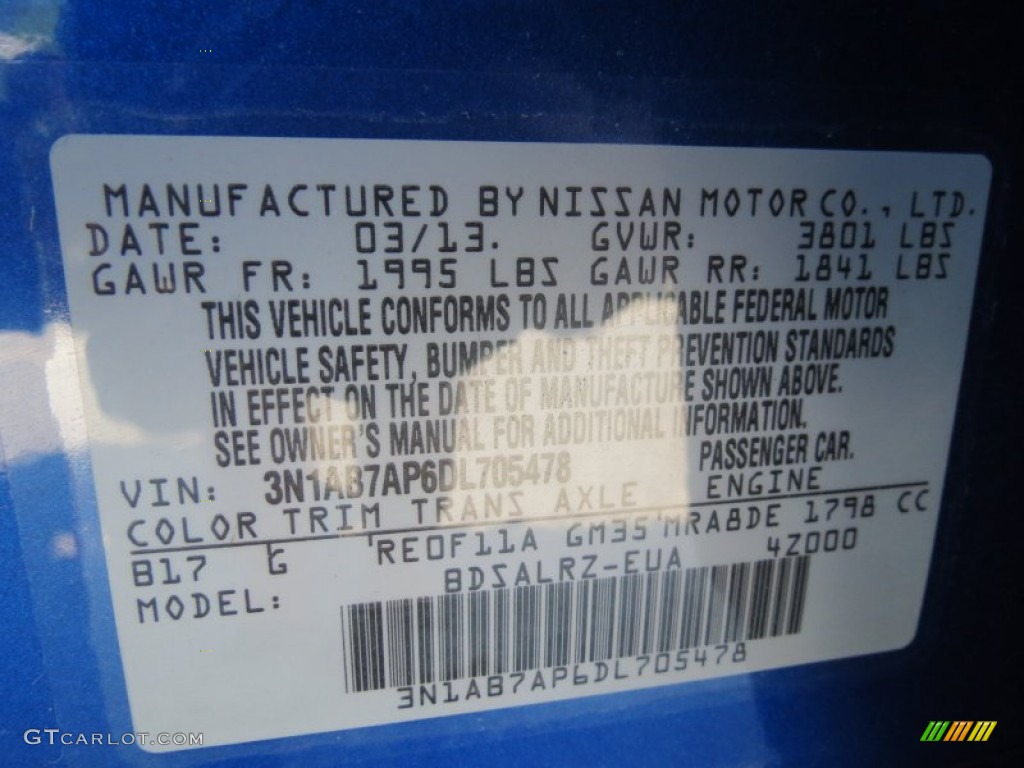 MANUFACTURED BY NISSAN MOTOR CO., LTD.
DATE: 03/13. GVWR: 3801 LBS
GAWR FR: 1995 LBS GAWR RR: 1841 LBS
THIS VEHICLE CONFORMS TO ALL APPLICABLE FEDERAL MOTOR
VEHICLE SAFETY, BUMPER AND THEFT PREVENTION STANDARDS
IN EFFECT ON THE DATE OF MANUFACTURE SHOWN ABOVE.
SEE OWNER'S MANUAL FOR ADDITIONAL INFORMATION.
VIN: 3N1AB7AP6DL705478 PASSENGER CAR.
COLOR TRIM TRANS AXLE ENGINE
B17 G RE0F11A GM35 MRA8DE 1798 CC
MODEL: BDSALRZ-EUA 4Z000
3N1AB7AP6DL705478
GTCARLOT.COM